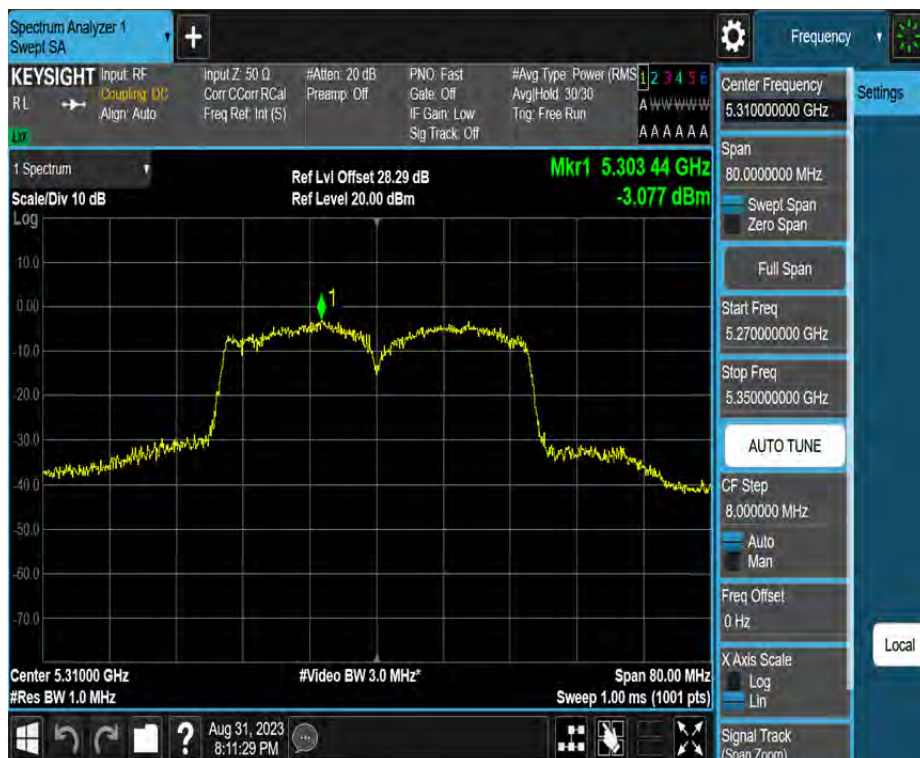 Spectrum Analyzer 1
Swept SA
Frequency
KEYSIGHT
RL
Input: RF
Coupling: DC
Align: Auto
Input Z: 50 Ω
Corr CCorr RCal
Freq Ref: Int (S)
#Atten: 20 dB
Preamp: Off
PNO: Fast
Gate: Off
IF Gain: Low
Sig Track: Off
#Avg Type: Power (RMS
Avg|Hold: 30/30
Trig: Free Run
1 2 3 4 5 6
A W W W W W
A A A A A A
1 Spectrum
Scale/Div 10 dB
Ref Lvl Offset 28.29 dB
Ref Level 20.00 dBm
Mkr1 5.303 44 GHz
-3.077 dBm
Log
10.0
0.00
-10.0
-20.0
-30.0
-40.0
-50.0
-60.0
-70.0
1
Center 5.31000 GHz
#Res BW 1.0 MHz
#Video BW 3.0 MHz*
Span 80.00 MHz
Sweep 1.00 ms (1001 pts)
Aug 31, 2023
8:11:29 PM
Center Frequency
5.310000000 GHz
Settings
Span
80.0000000 MHz
Swept Span
Zero Span
Full Span
Start Freq
5.270000000 GHz
Stop Freq
5.350000000 GHz
AUTO TUNE
CF Step
8.000000 MHz
Auto
Man
Freq Offset
0 Hz
X Axis Scale
Log
Lin
Local
Signal Track
(Span Zoom)